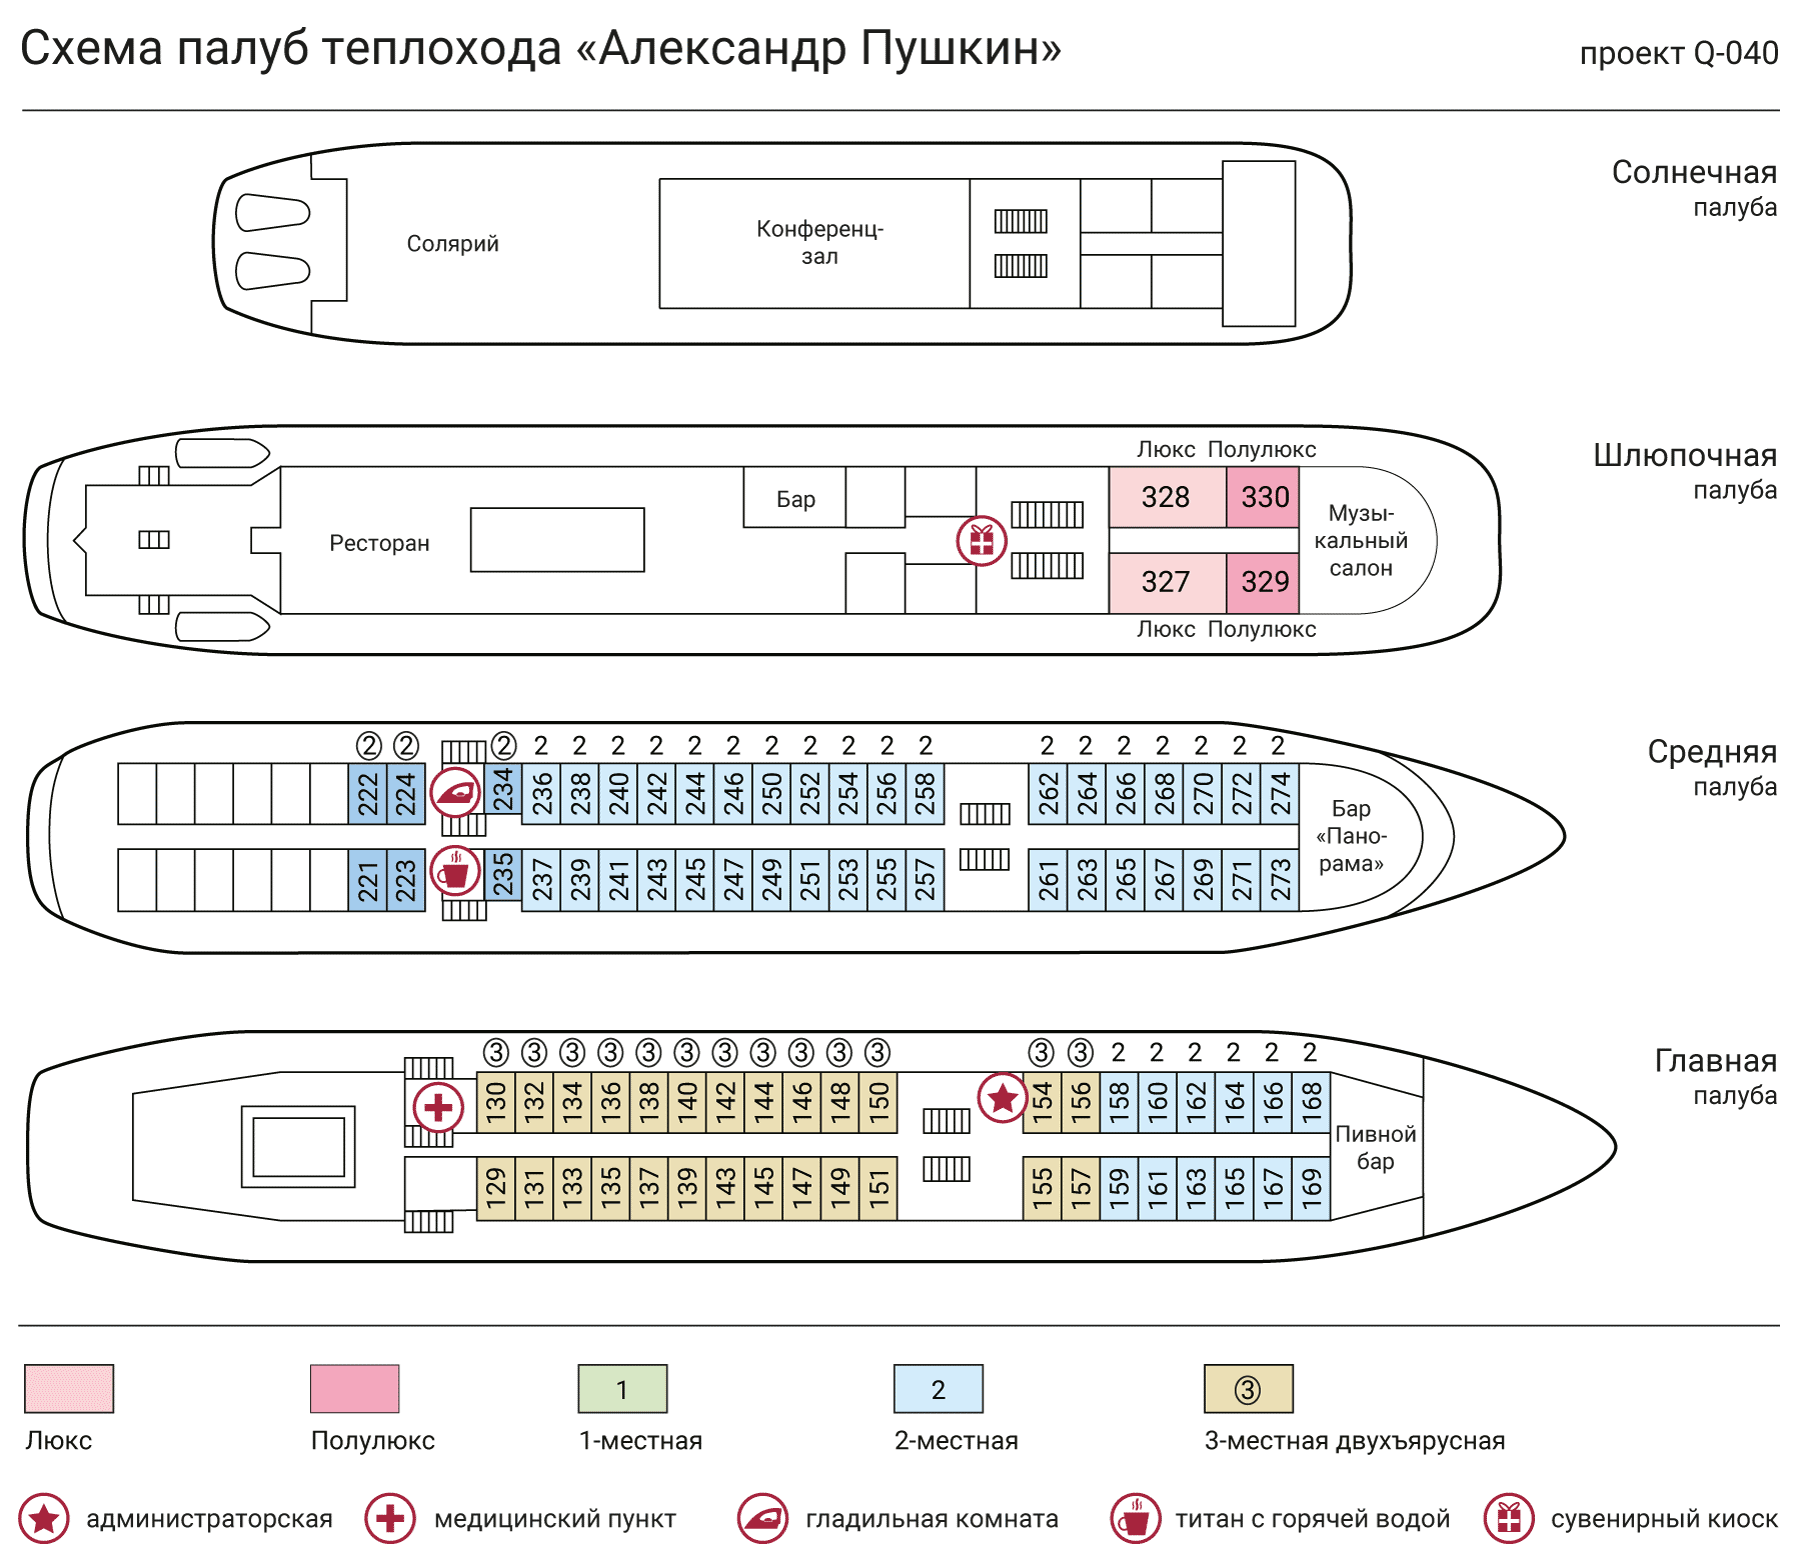 Схема палуб теплохода «Александр Пушкин»
проект Q-040
Солнечная
палуба
Солярий
Конференц-
зал
Шлюпочная
палуба
Люкс Полулюкс
328 330
Бар
Ресторан
Музы-
кальный
салон
327 329
Люкс Полулюкс
Средняя
палуба
2 2 2 2 2 2 2 2 2 2 2 2 2 2 2 2 2 2 2 2 2
222 224 234 236 238 240 242 244 246 250 252 254 256 258 262 264 266 268 270 272 274
Бар
«Пано-
рама»
221 223 235 237 239 241 243 245 247 249 251 253 255 257 261 263 265 267 269 271 273
Главная
палуба
3 3 3 3 3 3 3 3 3 3 3 3 3 2 2 2 2 2 2
130 132 134 136 138 140 142 144 146 148 150 154 156 158 160 162 164 166 168
Пивной
бар
129 131 133 135 137 139 143 145 147 149 151 155 157 159 161 163 165 167 169
1 2 3
Люкс Полулюкс 1-местная 2-местная 3-местная двухъярусная
администраторская медицинский пункт гладильная комната титан с горячей водой сувенирный киоск